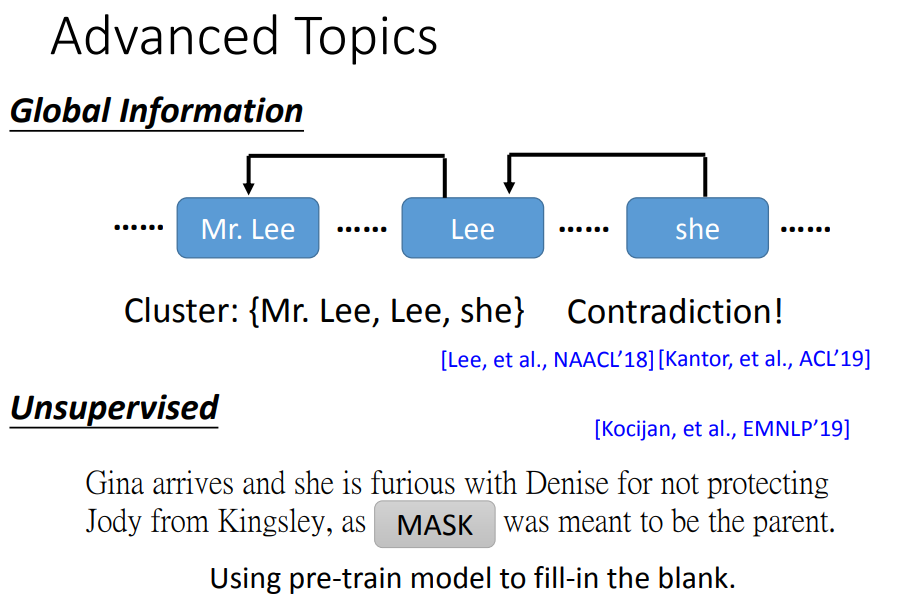 Advanced Topics
Global Information
...... Mr. Lee ...... Lee ...... she ......
Cluster: {Mr. Lee, Lee, she} Contradiction!
[Lee, et al., NAACL’18] [Kantor, et al., ACL’19]
Unsupervised
[Kocijan, et al., EMNLP’19]
Gina arrives and she is furious with Denise for not protecting
Jody from Kingsley, as MASK was meant to be the parent.
Using pre-train model to fill-in the blank.